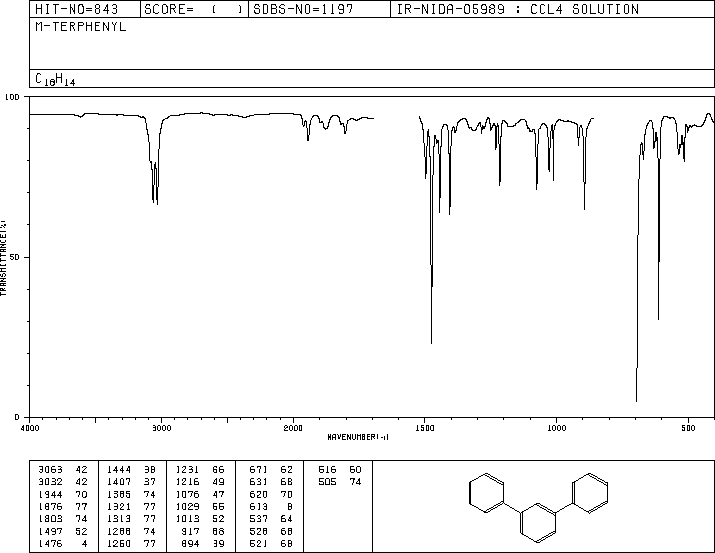 HIT-NO=843 SCORE= ( ) SDBS-NO=1197 IR-NIDA-05989 : CCL4 SOLUTION
M-TERPHENYL
C18H14
100
50
0
TRANSMITTANCE(%)
4000 3000 2000 1500 1000 500
WAVENUMBER(-1)
3063 42 1444 38 1231 66 671 62 516 60
3032 42 1407 37 1216 49 631 68 505 74
1944 70 1385 74 1076 47 620 70
1876 77 1321 77 1029 55 613 8
1803 74 1313 77 1013 52 537 64
1497 52 1288 74 917 68 528 68
1476 4 1250 77 894 39 521 68